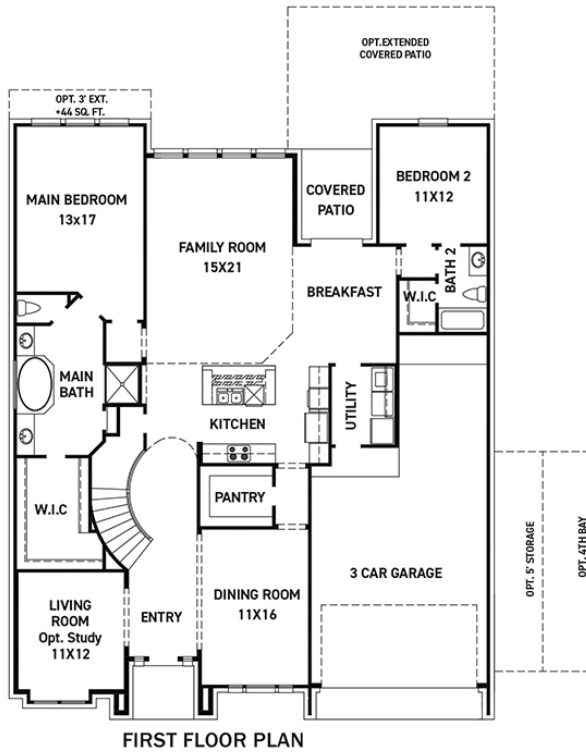 OPT.EXTENDED
COVERED PATIO
OPT. 3' EXT.
+44 SQ. FT.
MAIN BEDROOM
13x17
COVERED
PATIO
BEDROOM 2
11X12
FAMILY ROOM
15X21
BREAKFAST
BATH 2
W.I.C
MAIN
BATH
UTILITY
KITCHEN
PANTRY
W.I.C
3 CAR GARAGE
OPT. 5' STORAGE
OPT. 4TH BAY
LIVING
ROOM
Opt. Study
11X12
ENTRY
DINING ROOM
11X16
FIRST FLOOR PLAN